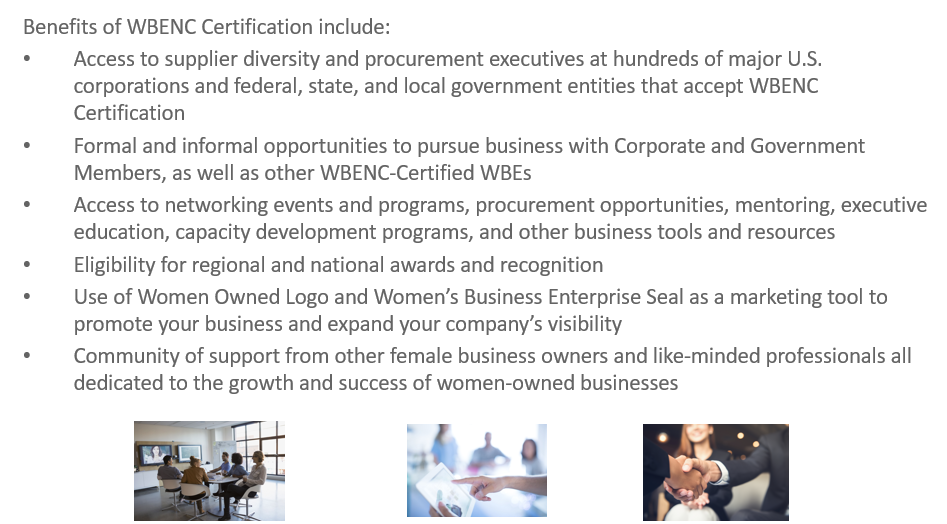 Benefits of WBENC Certification include:
• Access to supplier diversity and procurement executives at hundreds of major U.S.
corporations and federal, state, and local government entities that accept WBENC
Certification
• Formal and informal opportunities to pursue business with Corporate and Government
Members, as well as other WBENC-Certified WBEs
• Access to networking events and programs, procurement opportunities, mentoring, executive
education, capacity development programs, and other business tools and resources
• Eligibility for regional and national awards and recognition
• Use of Women Owned Logo and Women’s Business Enterprise Seal as a marketing tool to
promote your business and expand your company’s visibility
• Community of support from other female business owners and like-minded professionals all
dedicated to the growth and success of women-owned businesses